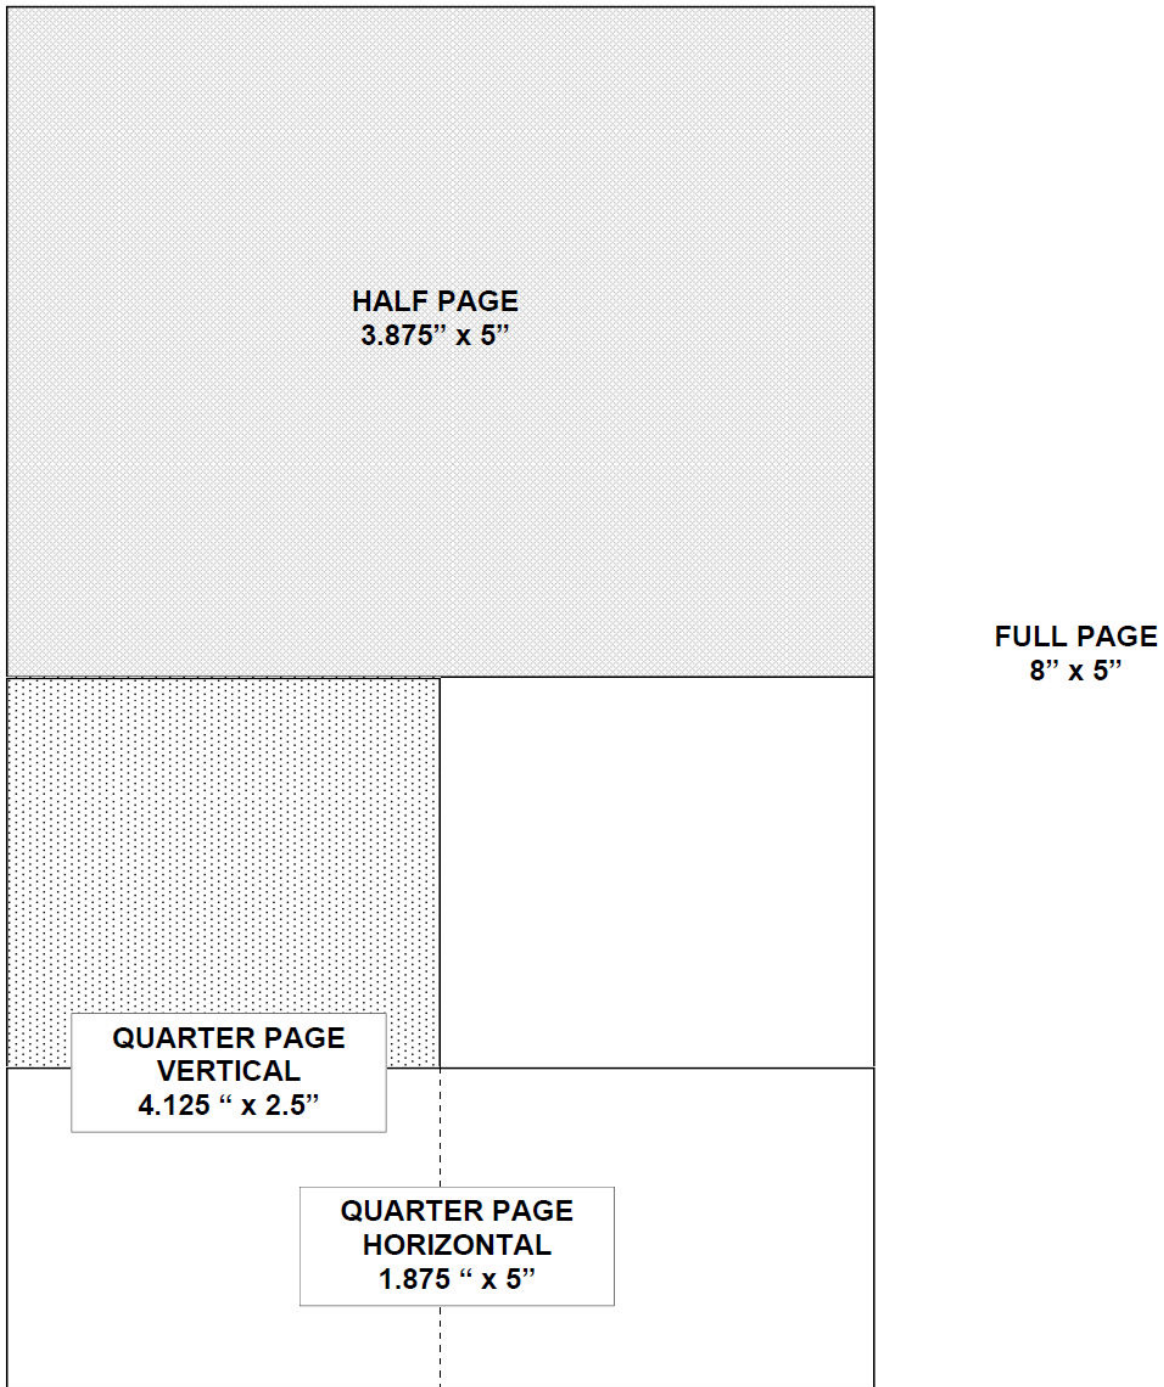 HALF PAGE
3.875” x 5”
FULL PAGE
8” x 5”
QUARTER PAGE
VERTICAL
4.125 “ x 2.5”
QUARTER PAGE
HORIZONTAL
1.875 “ x 5”